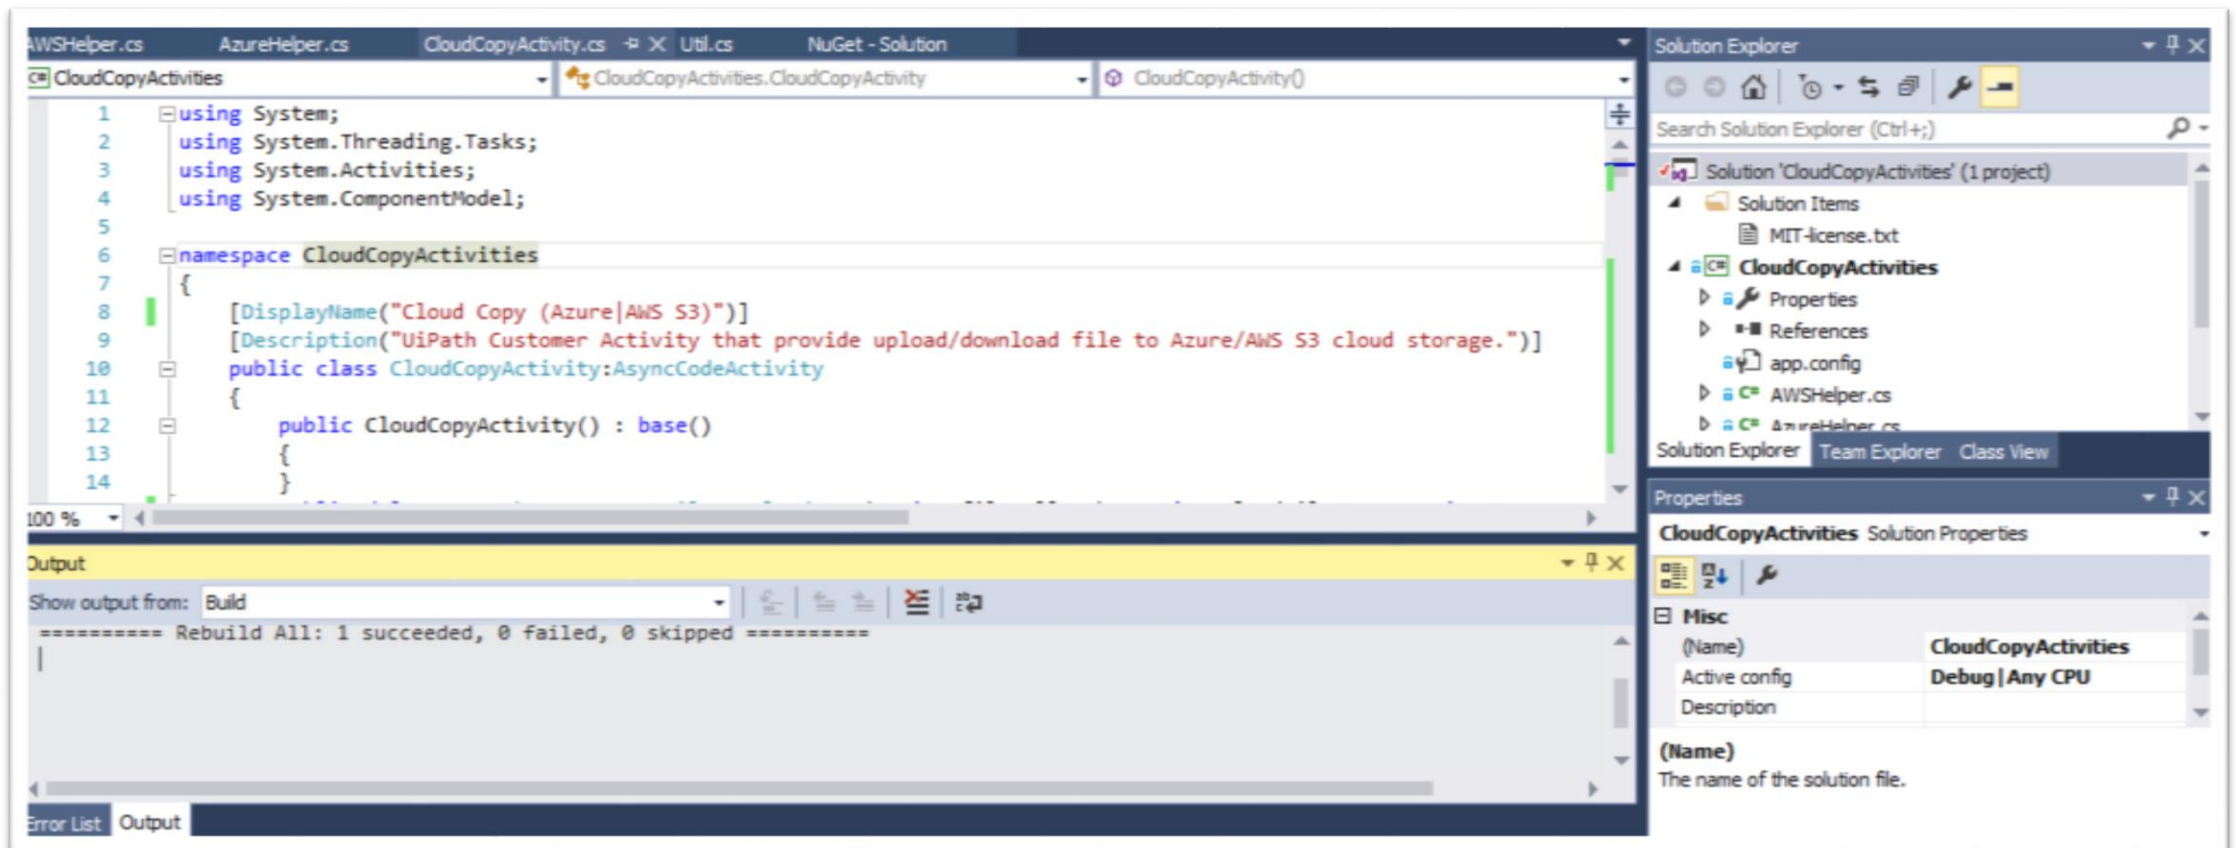 AWSHelper.cs AzureHelper.cs CloudCopyActivity.cs Util.cs NuGet - Solution
CloudCopyActivities CloudCopyActivities.CloudCopyActivity CloudCopyActivity()
1 using System;
2 using System.Threading.Tasks;
3 using System.Activities;
4 using System.ComponentModel;
5
6 namespace CloudCopyActivities
7 {
8 [DisplayName("Cloud Copy (Azure|AWS S3)")]
9 [Description("UiPath Customer Activity that provide upload/download file to Azure/AWS S3 cloud storage.")]
10 public class CloudCopyActivity:AsyncCodeActivity
11 {
12 public CloudCopyActivity() : base()
13 {
14 }
100 %
Output
Show output from: Build
========== Rebuild All: 1 succeeded, 0 failed, 0 skipped ==========
Error List Output
Solution Explorer
Search Solution Explorer (Ctrl+;)
Solution 'CloudCopyActivities' (1 project)
Solution Items
MIT-license.txt
C# CloudCopyActivities
Properties
References
app.config
C# AWSHelper.cs
C# AzureHelper.cs
Solution Explorer Team Explorer Class View
Properties
CloudCopyActivities Solution Properties
Misc
(Name) CloudCopyActivities
Active config Debug|Any CPU
Description
(Name)
The name of the solution file.